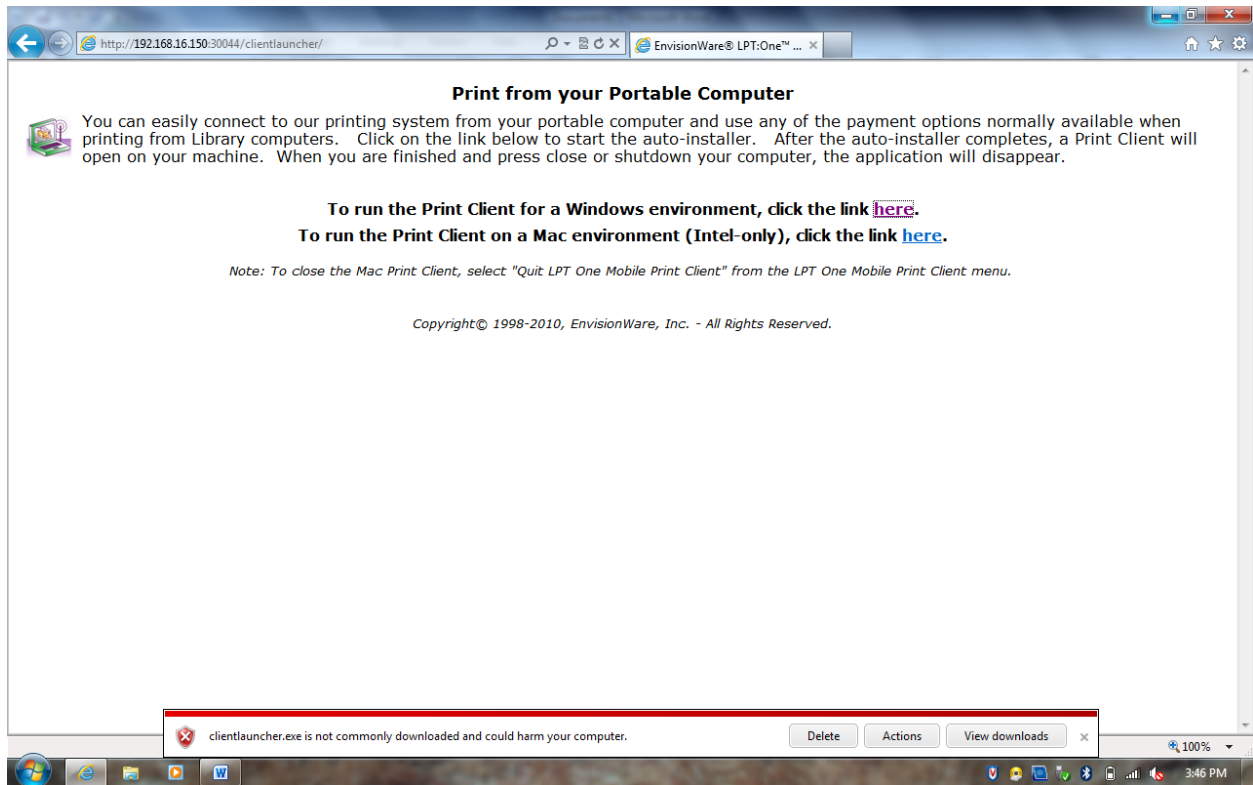 http://192.168.16.150:30044/clientlauncher/
EnvisionWare® LPT:One™ ...
Print from your Portable Computer
You can easily connect to our printing system from your portable computer and use any of the payment options normally available when
printing from Library computers. Click on the link below to start the auto-installer. After the auto-installer completes, a Print Client will
open on your machine. When you are finished and press close or shutdown your computer, the application will disappear.
To run the Print Client for a Windows environment, click the link here.
To run the Print Client on a Mac environment (Intel-only), click the link here.
Note: To close the Mac Print Client, select "Quit LPT One Mobile Print Client" from the LPT One Mobile Print Client menu.
Copyright© 1998-2010, EnvisionWare, Inc. - All Rights Reserved.
clientlauncher.exe is not commonly downloaded and could harm your computer. Delete Actions View downloads
100%
3:46 PM